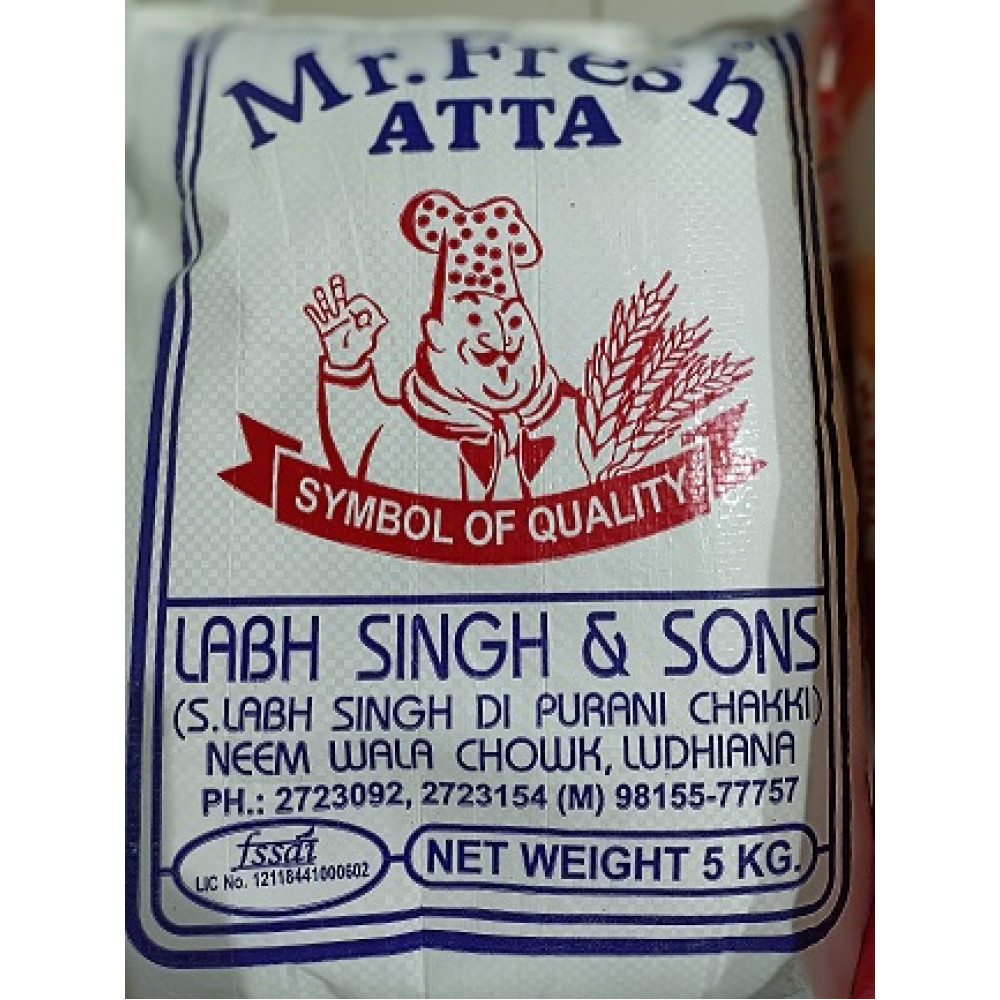 Mr. Fresh
ATTA
SYMBOL OF QUALITY
LABH SINGH & SONS
(S.LABH SINGH DI PURANI CHAKKI)
NEEM WALA CHOWK, LUDHIANA
PH.: 2723092, 2723154 (M) 98155-77757
fssai
LIC No. 12118441000602
NET WEIGHT 5 KG.